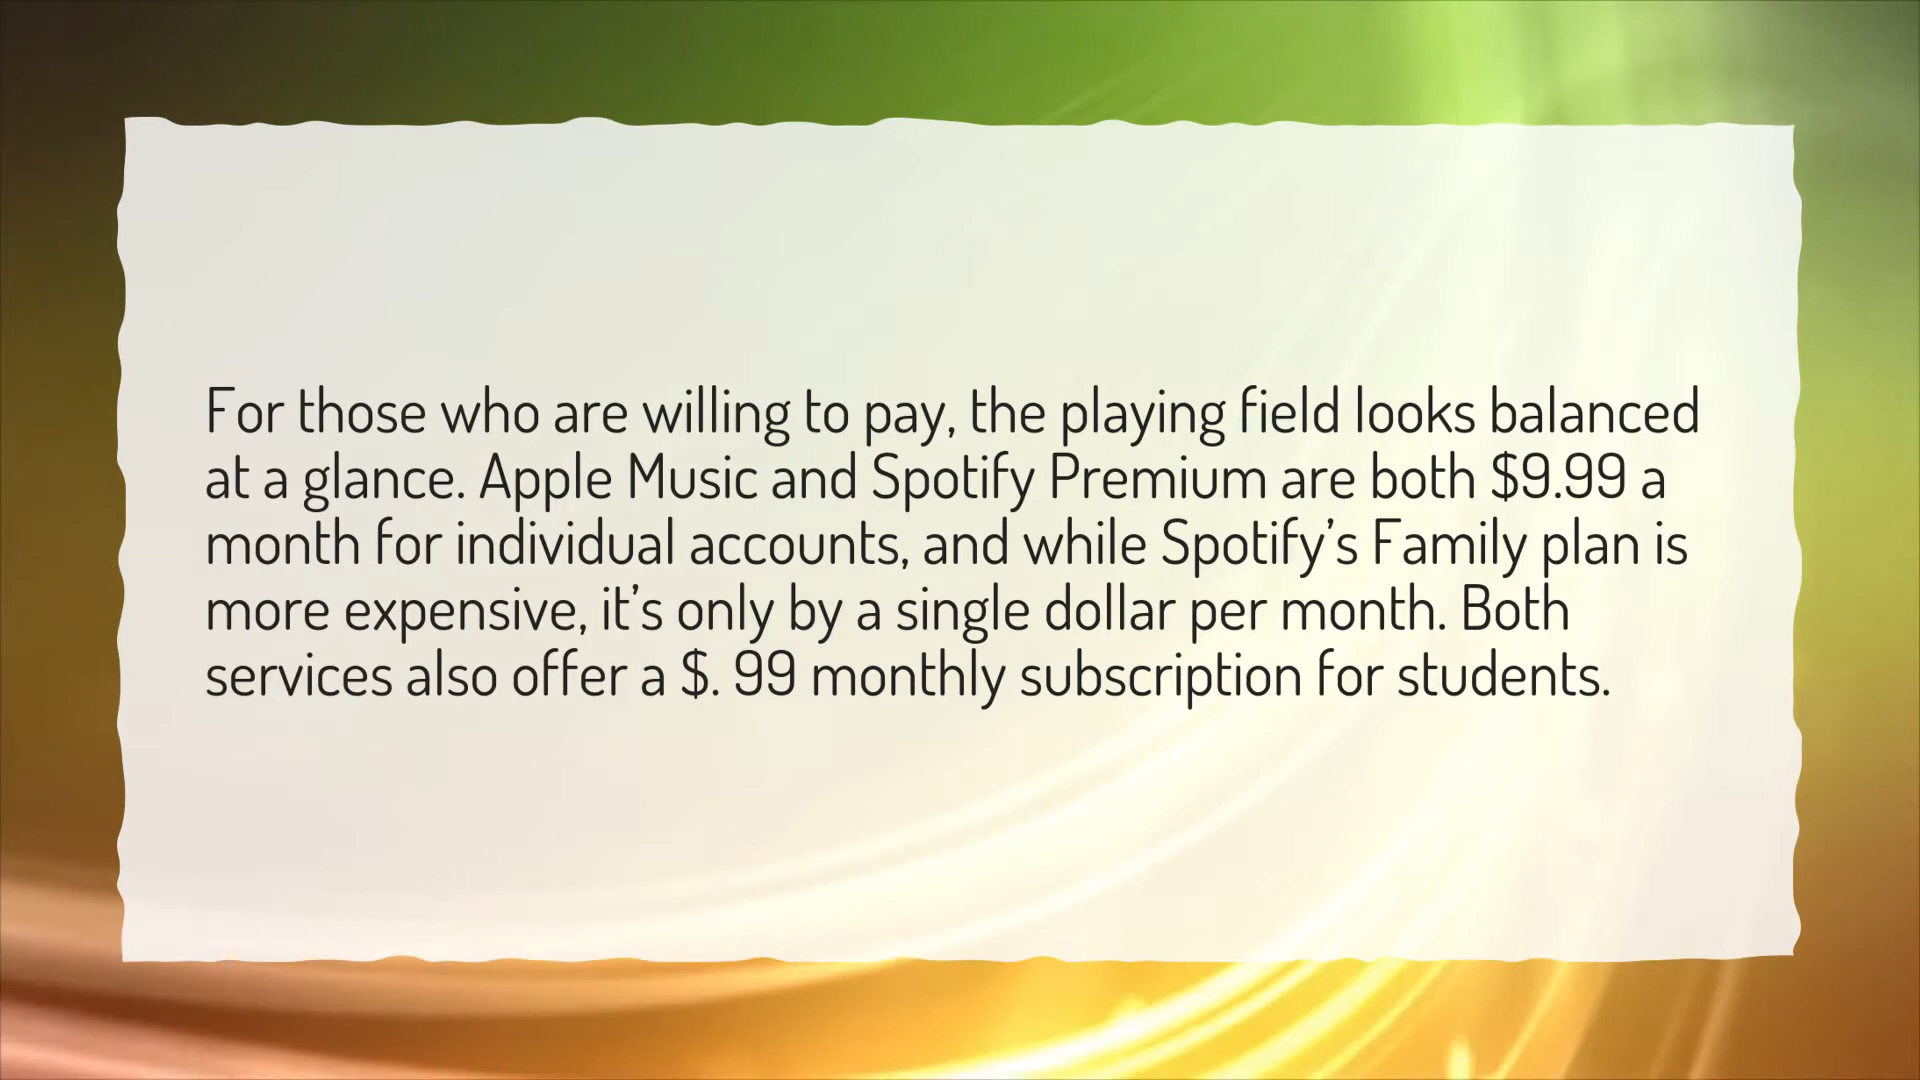 For those who are willing to pay, the playing field looks balanced
at a glance. Apple Music and Spotify Premium are both $9.99 a
month for individual accounts, and while Spotify’s Family plan is
more expensive, it’s only by a single dollar per month. Both
services also offer a $. 99 monthly subscription for students.